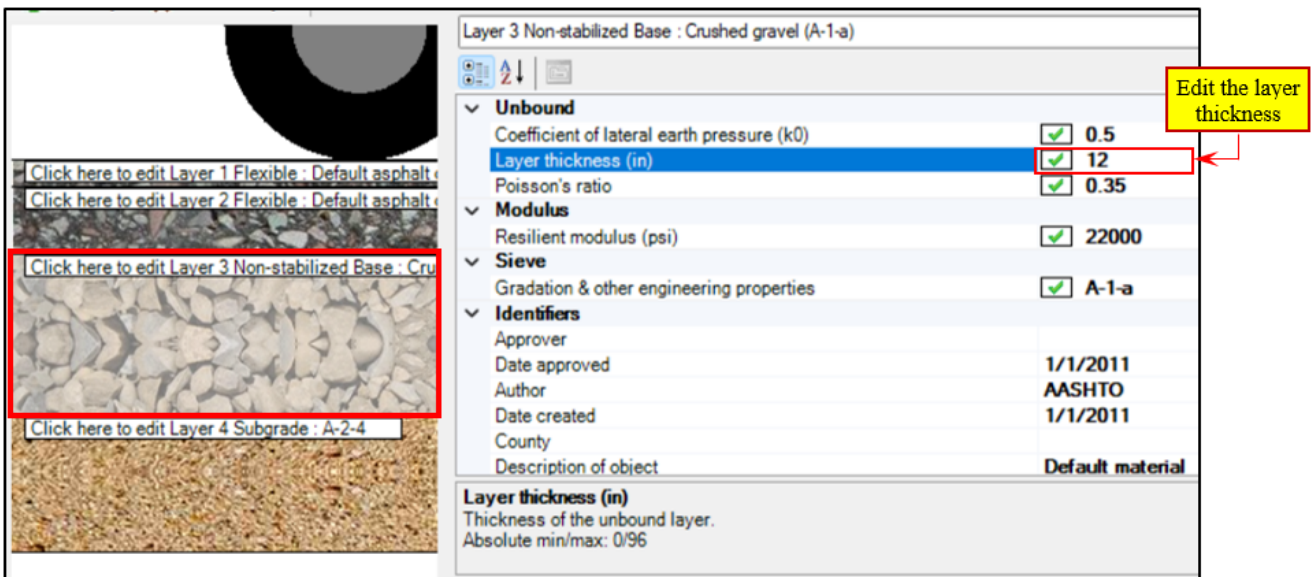 Layer 3 Non-stabilized Base : Crushed gravel (A-1-a)
Edit the layer
thickness
Unbound
Coefficient of lateral earth pressure (k0) 0.5
Layer thickness (in) 12
Poisson's ratio 0.35
Modulus
Resilient modulus (psi) 22000
Sieve
Gradation & other engineering properties A-1-a
Identifiers
Approver
Date approved 1/1/2011
Author AASHTO
Date created 1/1/2011
County
Description of object Default material
Layer thickness (in)
Thickness of the unbound layer.
Absolute min/max: 0/96
Click here to edit Layer 1 Flexible : Default asphalt
Click here to edit Layer 2 Flexible : Default asphalt
Click here to edit Layer 3 Non-stabilized Base : Cru
Click here to edit Layer 4 Subgrade : A-2-4